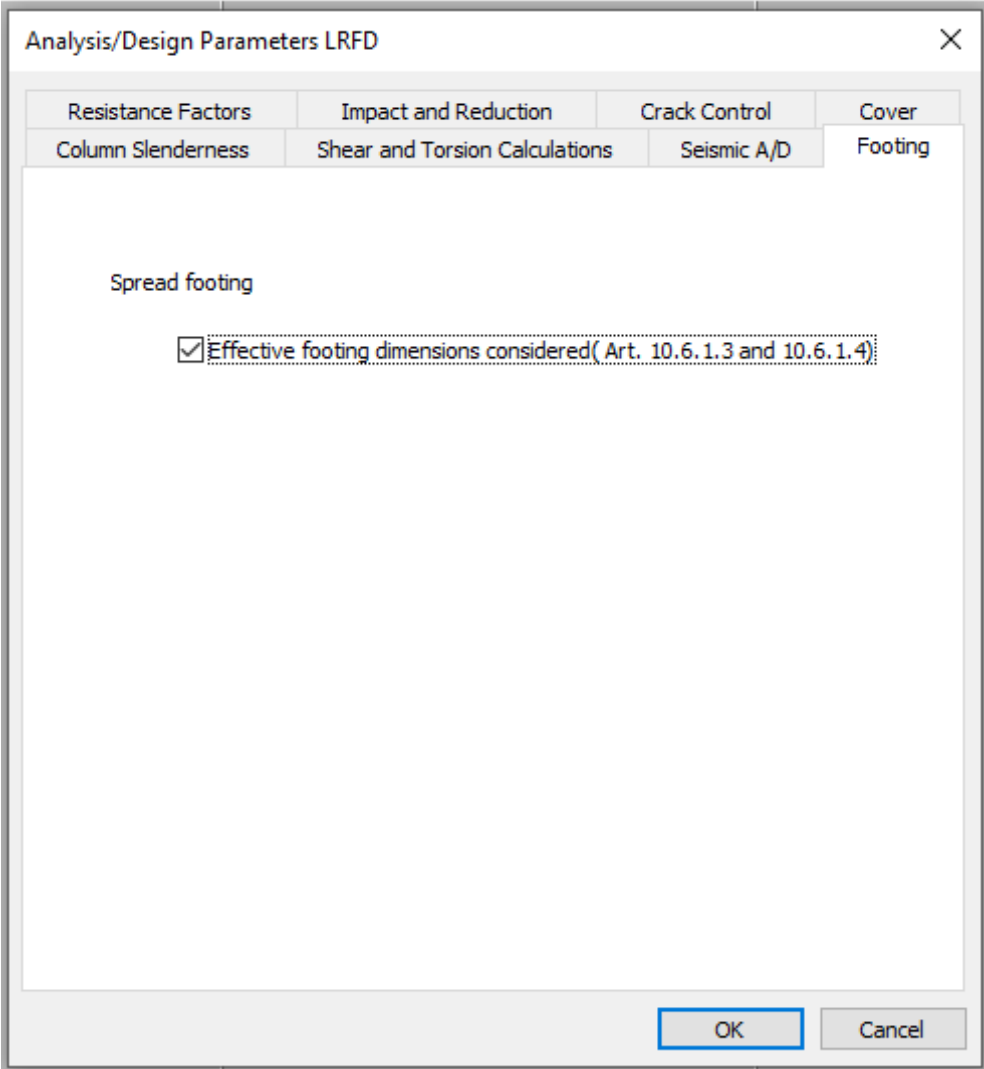 Analysis/Design Parameters LRFD
Resistance Factors Impact and Reduction Crack Control Cover
Column Slenderness Shear and Torsion Calculations Seismic A/D Footing
Spread footing
Effective footing dimensions considered( Art. 10.6.1.3 and 10.6.1.4)
OK Cancel